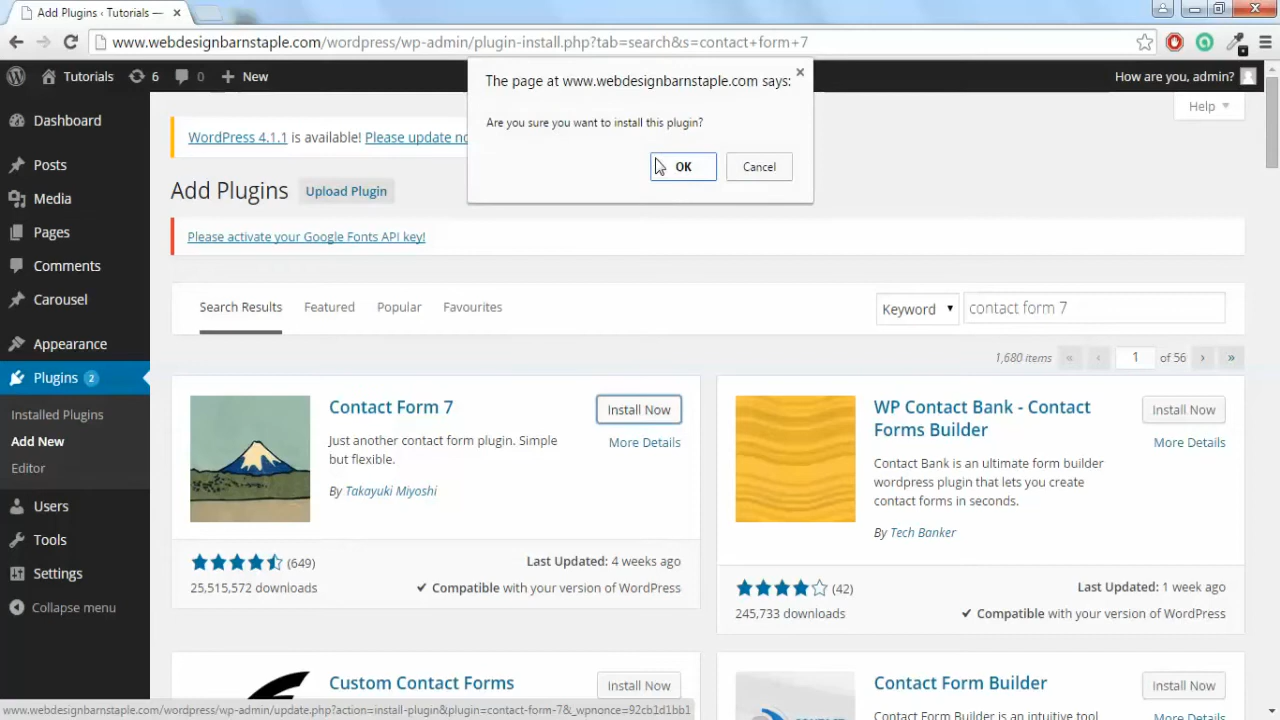 Add Plugins ‹ Tutorials —
www.webdesignbarnstaple.com/wordpress/wp-admin/plugin-install.php?tab=search&s=contact+form+7
Tutorials 6 0 New
How are you, admin?
The page at www.webdesignbarnstaple.com says:
Are you sure you want to install this plugin?
OK Cancel
Help
Dashboard
Posts
Media
Pages
Comments
Carousel
Appearance
Plugins 2
Installed Plugins
Add New
Editor
Users
Tools
Settings
Collapse menu
WordPress 4.1.1 is available! Please update
Add Plugins Upload Plugin
Please activate your Google Fonts API key!
Search Results Featured Popular Favourites
Keyword contact form 7
1,680 items « ‹ 1 of 56 › »
Contact Form 7
Install Now
More Details
Just another contact form plugin. Simple
but flexible.
By Takayuki Miyoshi
(649)
25,515,572 downloads
Last Updated: 4 weeks ago
✔ Compatible with your version of WordPress
WP Contact Bank - Contact
Forms Builder
Install Now
More Details
Contact Bank is an ultimate form builder
wordpress plugin that lets you create
contact forms in seconds.
By Tech Banker
(42)
245,733 downloads
Last Updated: 1 week ago
✔ Compatible with your version of WordPress
Custom Contact Forms
Install Now
Contact Form Builder
Install Now
More Details
Contact Form Builder is an intuitive tool
www.webdesignbarnstaple.com/wordpress/wp-admin/update.php?action=install-plugin&plugin=contact-form-7&_wpnonce=92cb1d1bb1